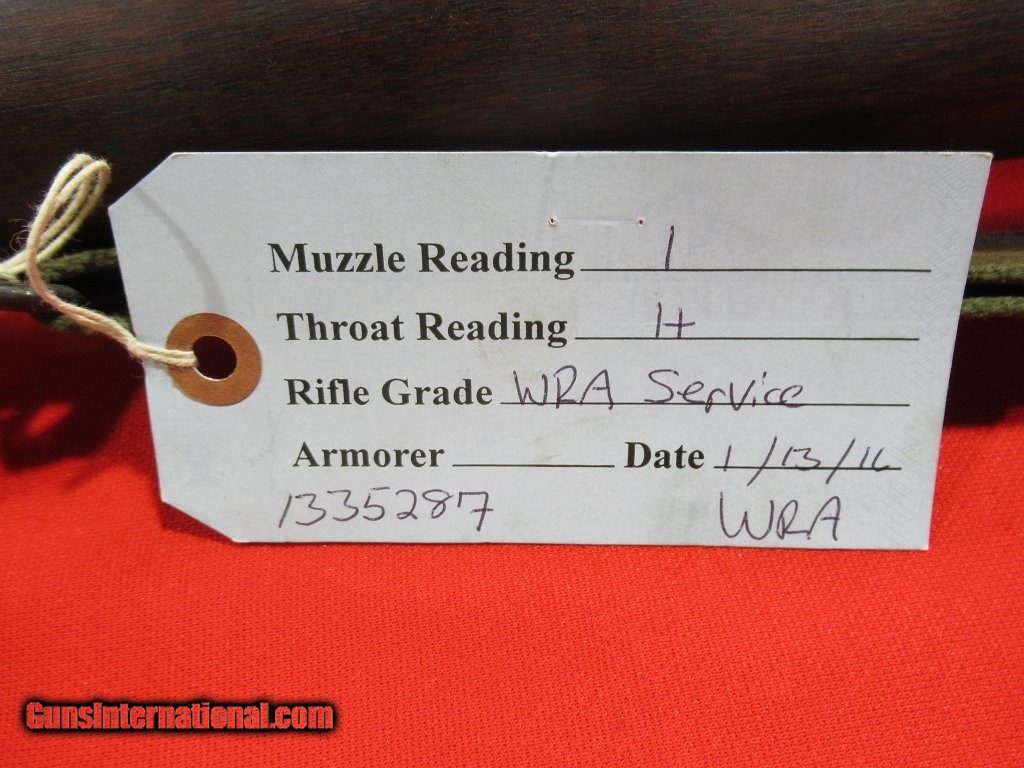 Muzzle Reading 1
Throat Reading 1+
Rifle Grade WRA Service
Armorer Date 1/13/16
1335287 WRA
GunsInternational.com